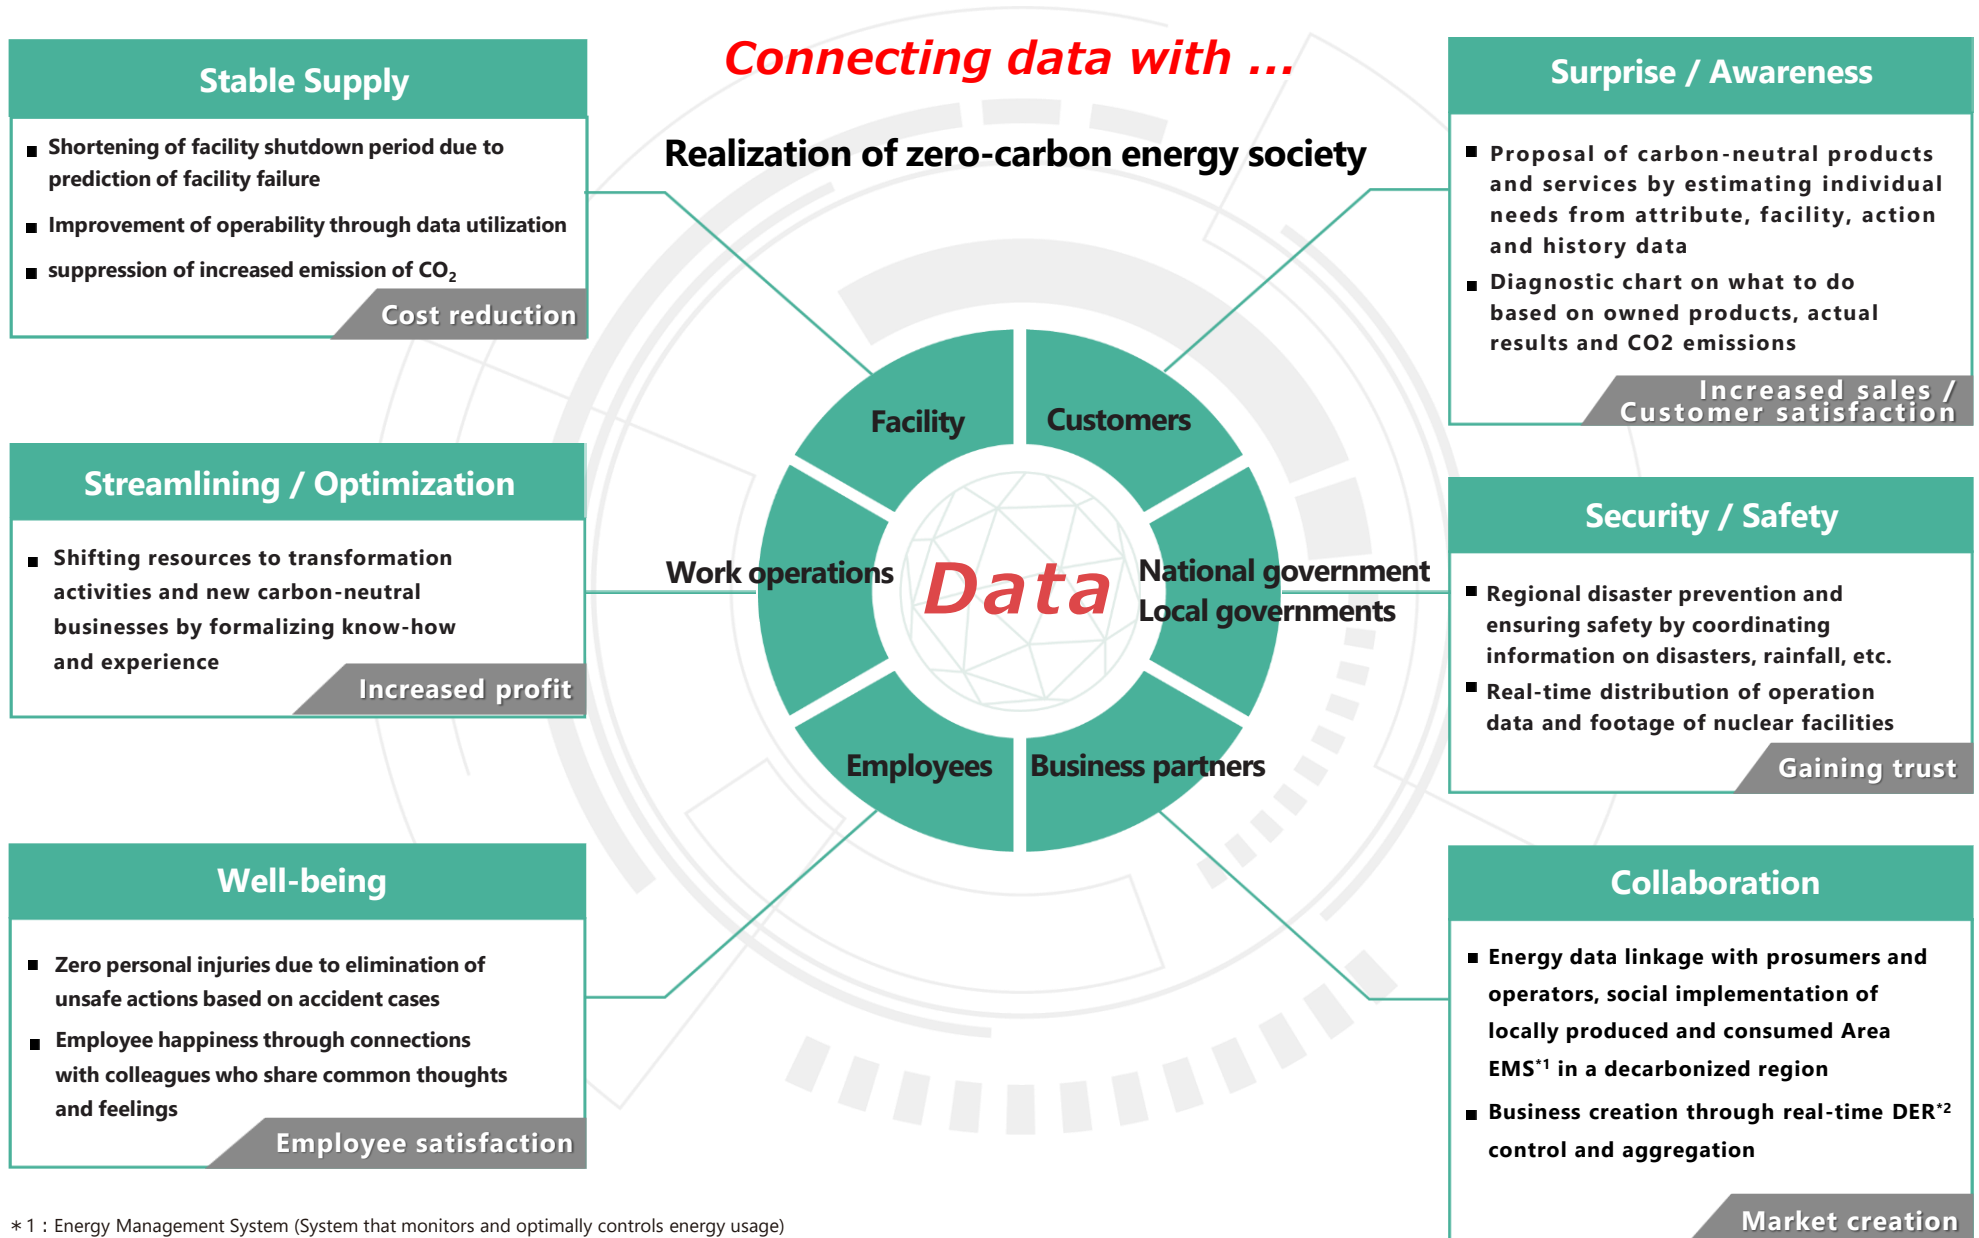 Connecting data with ...
Realization of zero-carbon energy society
Stable Supply
■ Shortening of facility shutdown period due to
prediction of facility failure
■ Improvement of operability through data utilization
■ suppression of increased emission of CO₂
Cost reduction
Streamlining / Optimization
■ Shifting resources to transformation
activities and new carbon-neutral
businesses by formalizing know-how
and experience
Increased profit
Well-being
■ Zero personal injuries due to elimination of
unsafe actions based on accident cases
■ Employee happiness through connections
with colleagues who share common thoughts
and feelings
Employee satisfaction
Facility
Customers
Work operations
Data
National government
Local governments
Employees
Business partners
Surprise / Awareness
■ Proposal of carbon-neutral products
and services by estimating individual
needs from attribute, facility, action
and history data
■ Diagnostic chart on what to do
based on owned products, actual
results and CO2 emissions
Increased sales /
Customer satisfaction
Security / Safety
■ Regional disaster prevention and
ensuring safety by coordinating
information on disasters, rainfall, etc.
■ Real-time distribution of operation
data and footage of nuclear facilities
Gaining trust
Collaboration
■ Energy data linkage with prosumers and
operators, social implementation of
locally produced and consumed Area
EMS*1 in a decarbonized region
■ Business creation through real-time DER*2
control and aggregation
Market creation
＊1：Energy Management System (System that monitors and optimally controls energy usage)